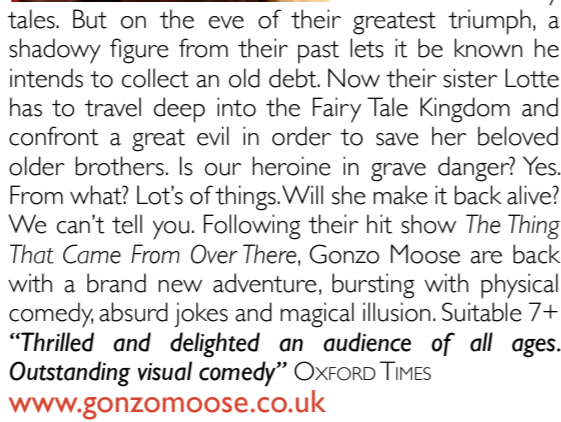 tales. But on the eve of their greatest triumph, a
shadowy figure from their past lets it be known he
intends to collect an old debt. Now their sister Lotte
has to travel deep into the Fairy Tale Kingdom and
confront a great evil in order to save her beloved
older brothers. Is our heroine in grave danger? Yes.
From what? Lot's of things. Will she make it back alive?
We can't tell you. Following their hit show The Thing
That Came From Over There, Gonzo Moose are back
with a brand new adventure, bursting with physical
comedy, absurd jokes and magical illusion. Suitable 7+
“Thrilled and delighted an audience of all ages.
Outstanding visual comedy” OXFORD TIMES
www.gonzomoose.co.uk